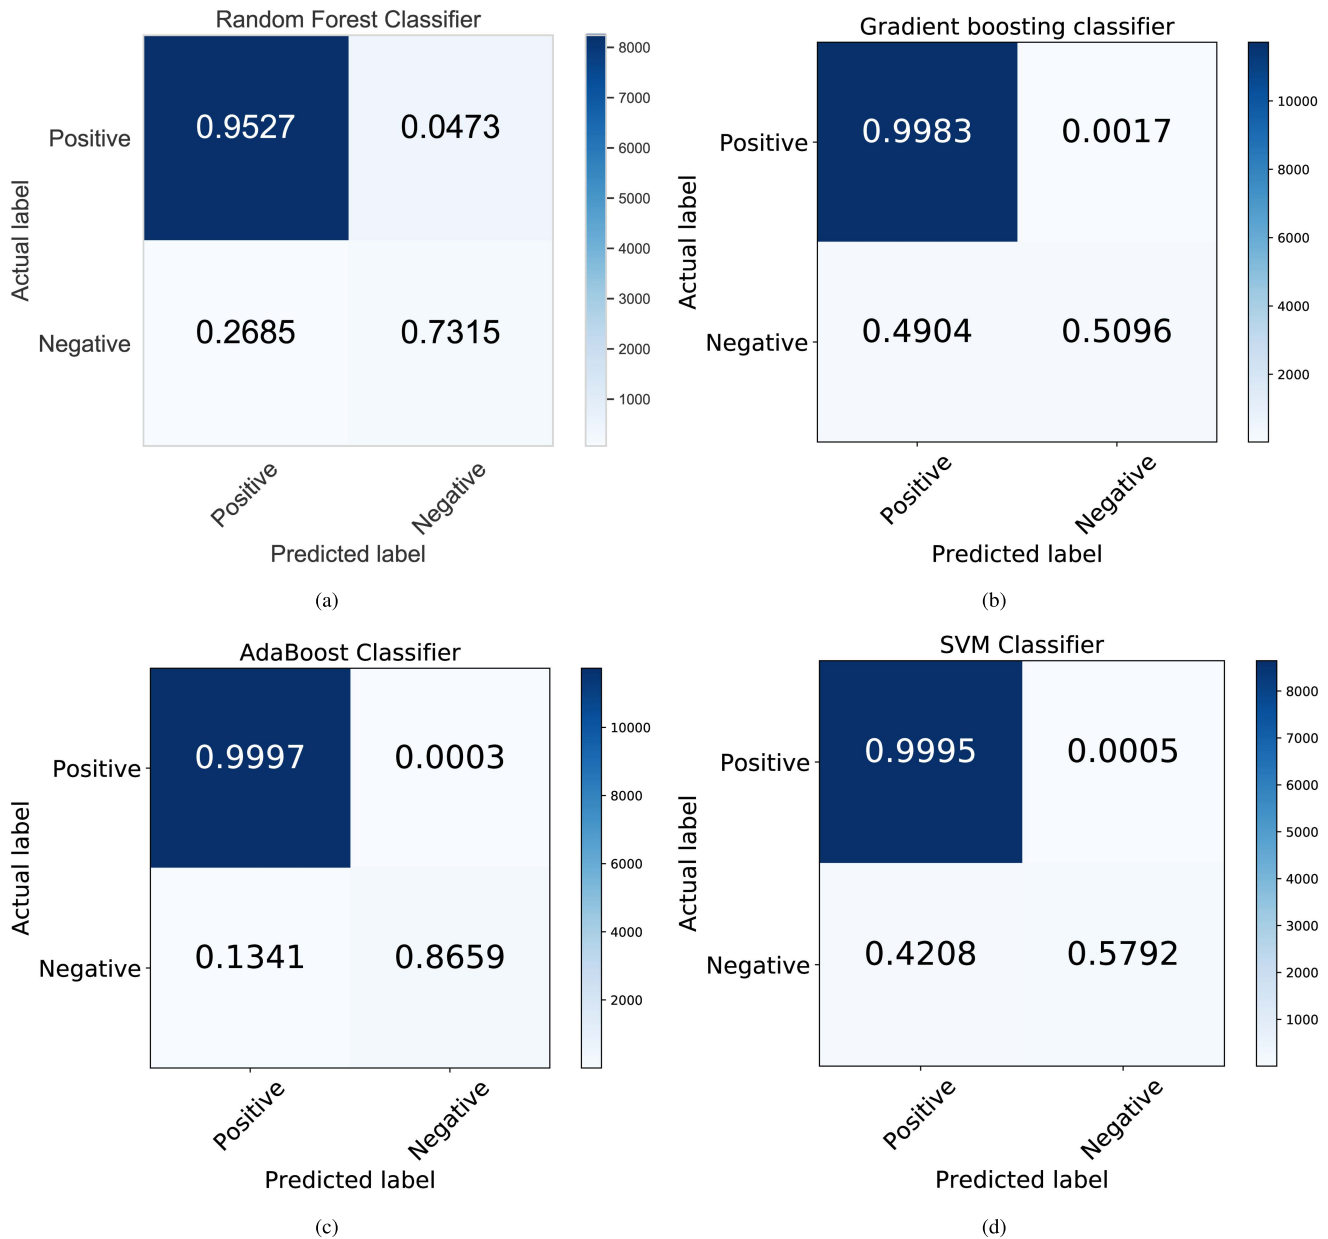 Random Forest Classifier
Actual label
Positive
0.9527 0.0473
Negative
0.2685 0.7315
Positive Negative
Predicted label
8000
7000
6000
5000
4000
3000
2000
1000
(a)
Gradient boosting classifier
Actual label
Positive
0.9983 0.0017
Negative
0.4904 0.5096
Positive Negative
Predicted label
10000
8000
6000
4000
2000
(b)
AdaBoost Classifier
Actual label
Positive
0.9997 0.0003
Negative
0.1341 0.8659
Positive Negative
Predicted label
10000
8000
6000
4000
2000
(c)
SVM Classifier
Actual label
Positive
0.9995 0.0005
Negative
0.4208 0.5792
Positive Negative
Predicted label
8000
7000
6000
5000
4000
3000
2000
1000
(d)